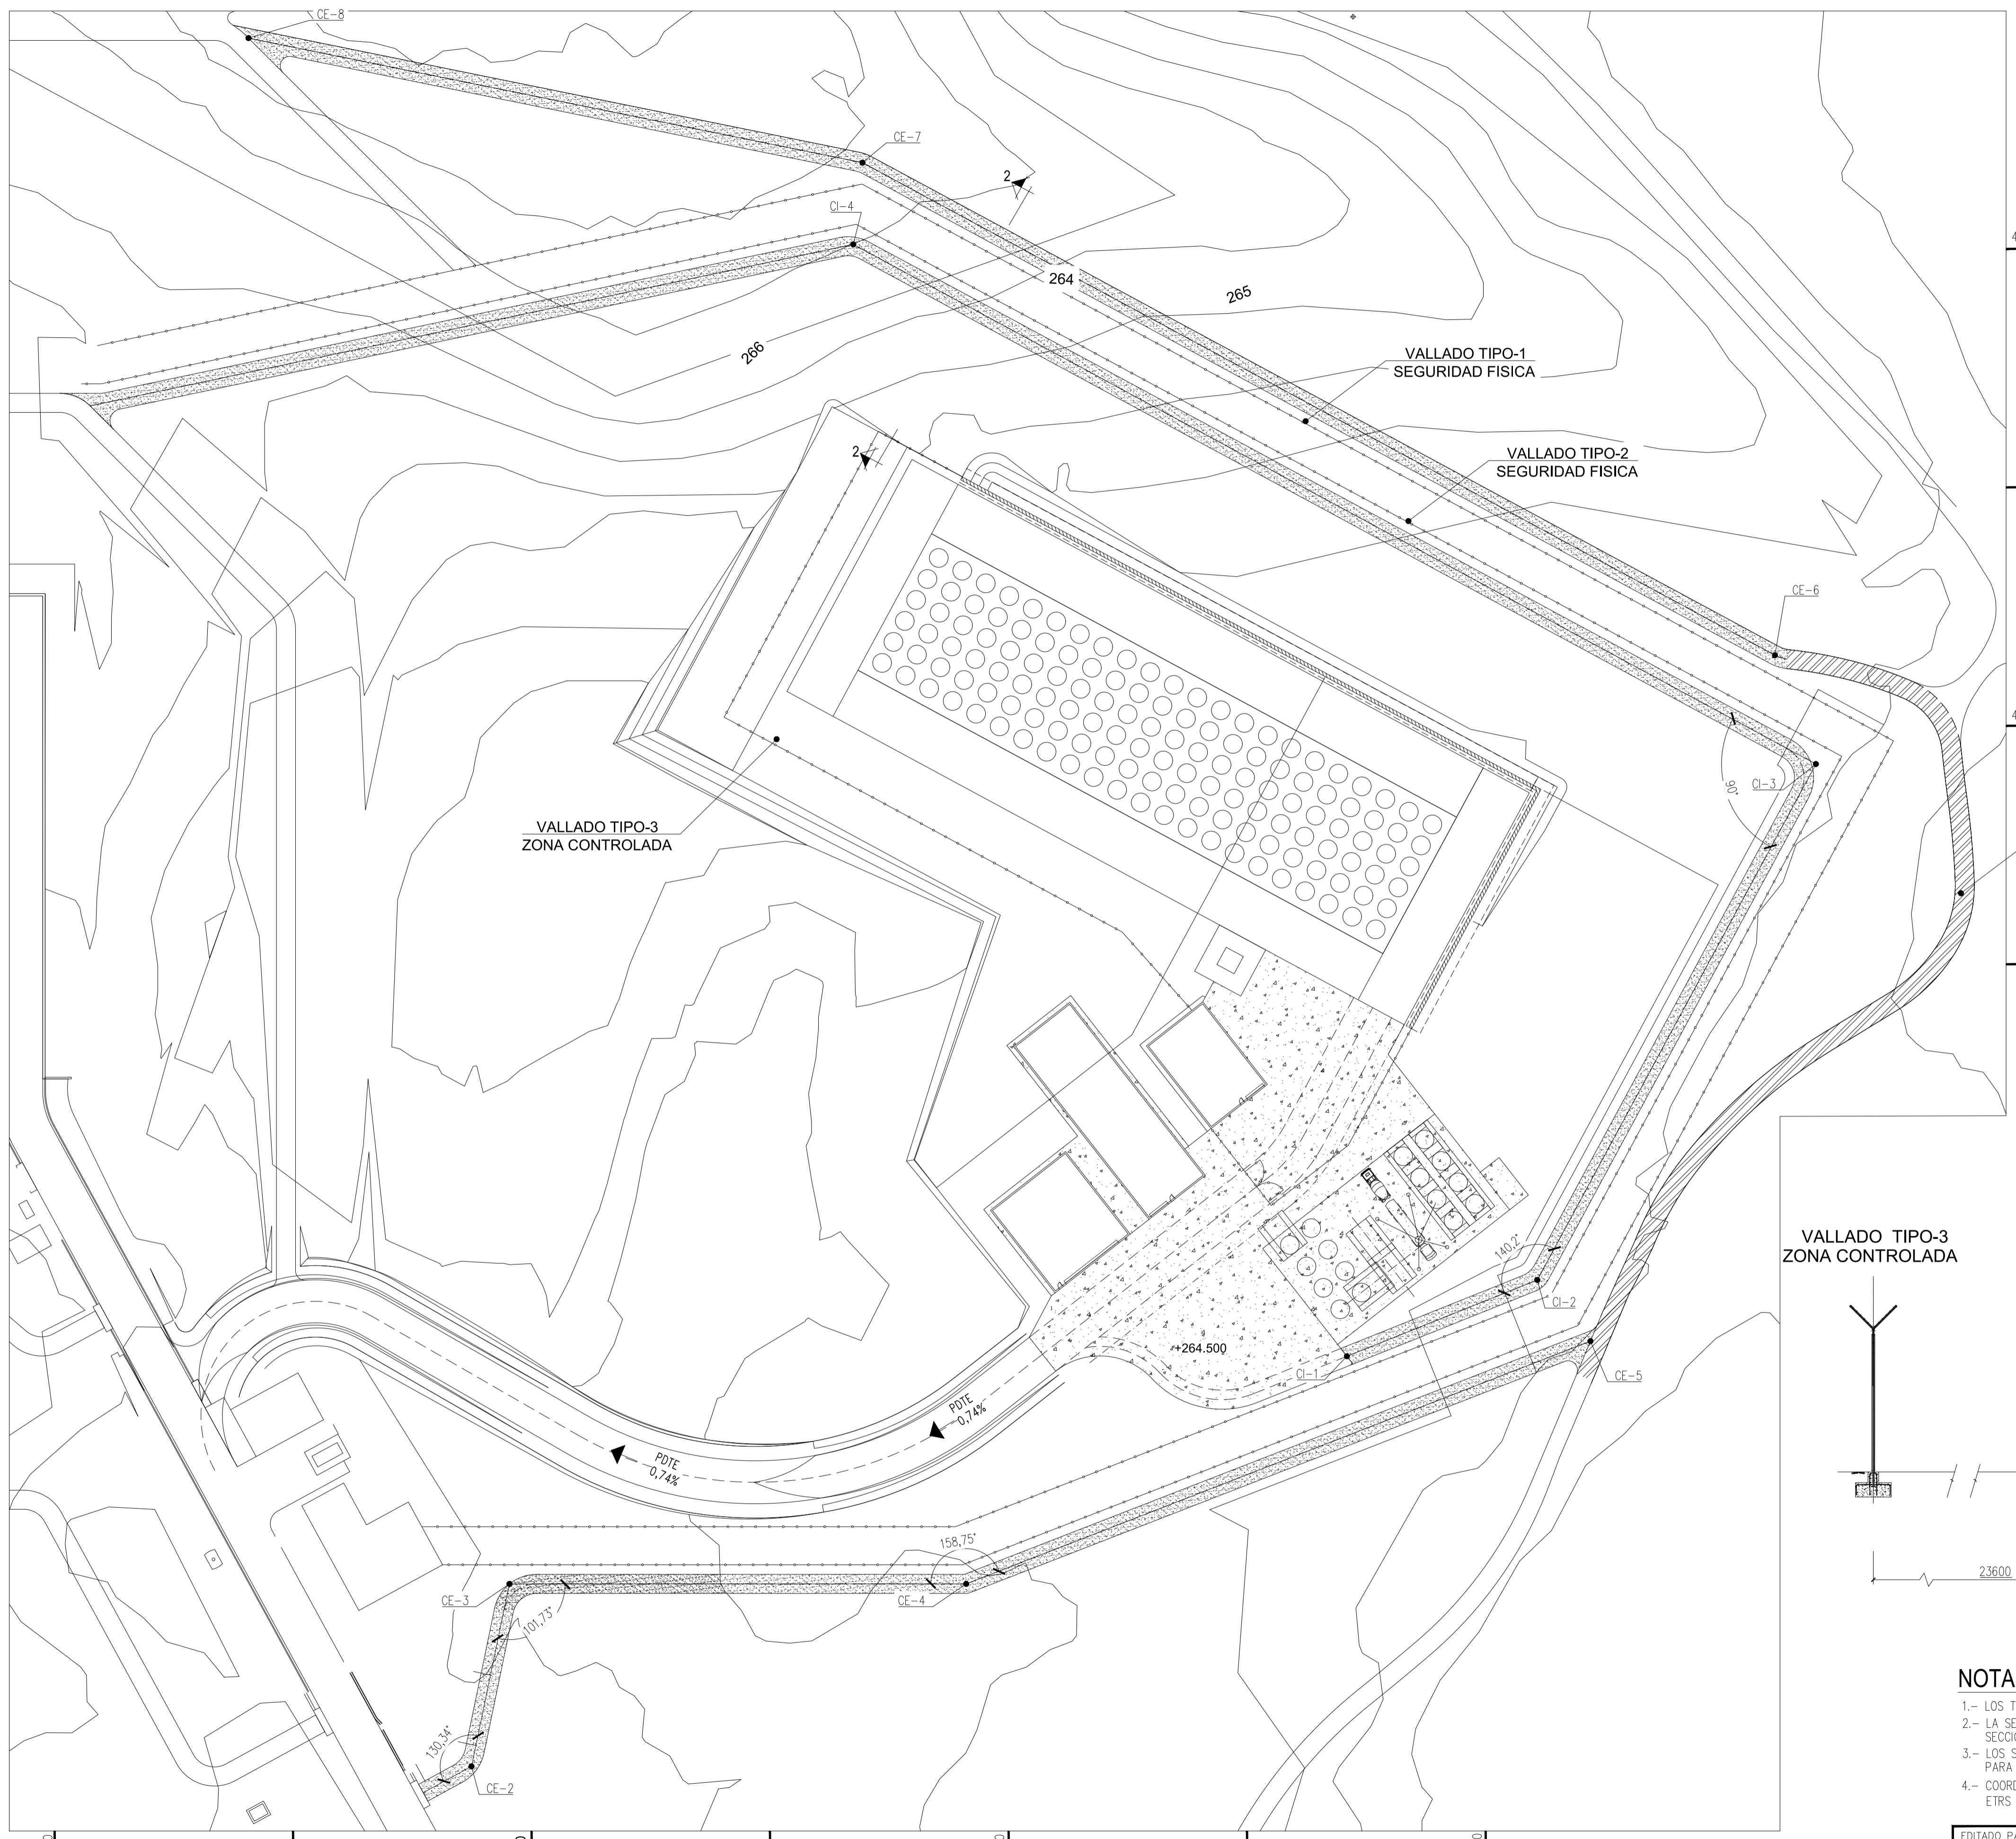 CE-8
CE-7
2
CI-4
264
265
266
VALLADO TIPO-1
SEGURIDAD FISICA
2
VALLADO TIPO-2
SEGURIDAD FISICA
CE-6
CI-3
90°
VALLADO TIPO-3
ZONA CONTROLADA
140,2°
CI-2
+264.500
CI-1
CE-5
PDTE
0,74%
PDTE
0,74%
158,75°
CE-3
CE-4
101,73°
130,34°
CE-2
VALLADO TIPO-3
ZONA CONTROLADA
23600
NOTA
1.- LOS T
2.- LA SE
SECCIÓ
3.- LOS S
PARA
4.- COORD
ETRS
EDITADO PA